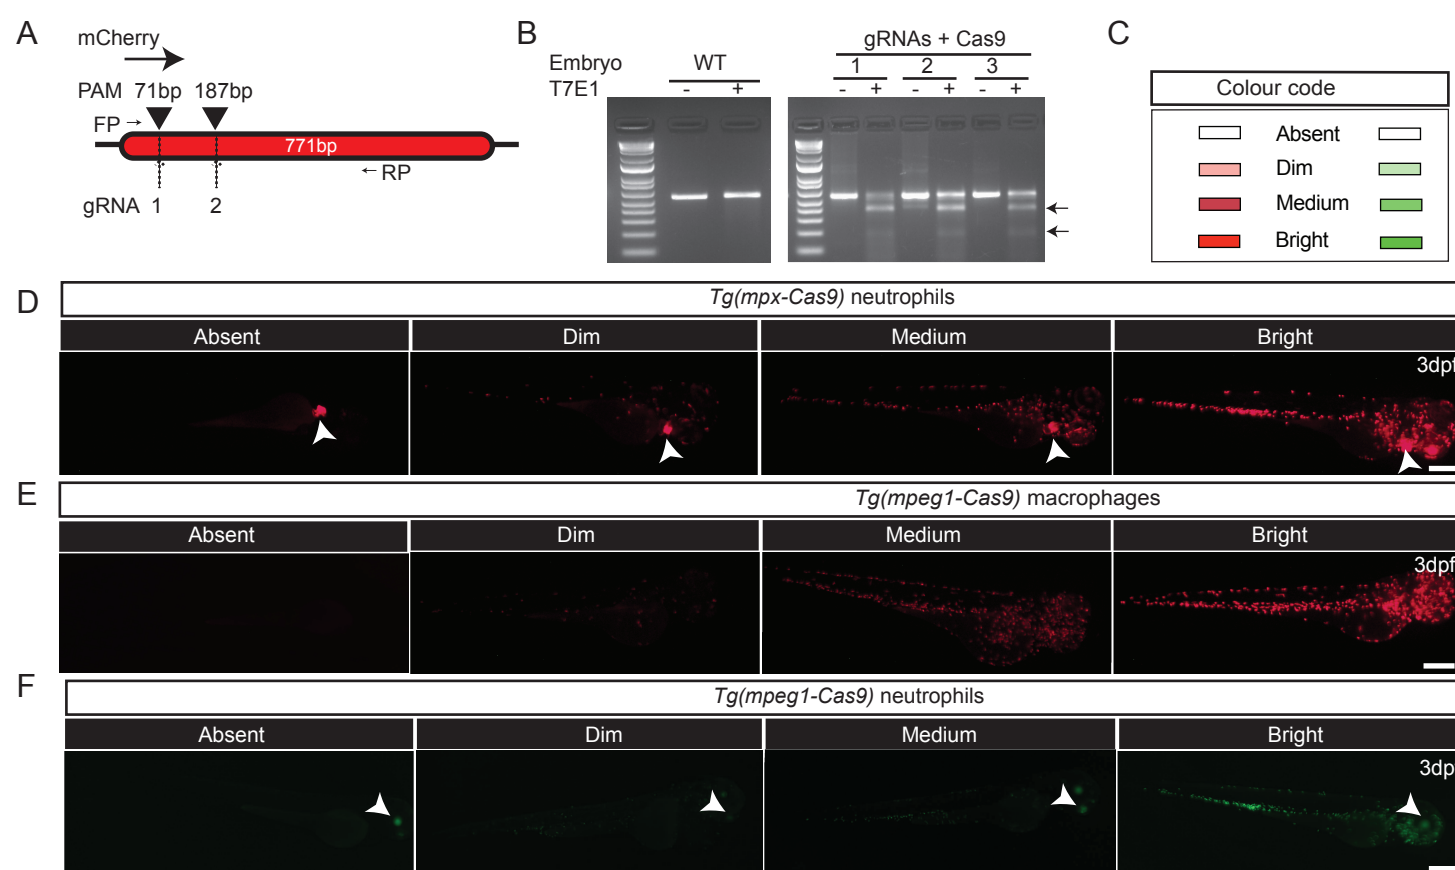 A
mCherry
PAM 71bp 187bp
FP
771bp
RP
gRNA 1 2
B
gRNAs + Cas9
Embryo WT 1 2 3
T7E1 - + - + - + - +
C
Colour code
Absent
Dim
Medium
Bright
D
Tg(mpx-Cas9) neutrophils
Absent Dim Medium Bright
3dpf
E
Tg(mpeg1-Cas9) macrophages
Absent Dim Medium Bright
3dpf
F
Tg(mpeg1-Cas9) neutrophils
Absent Dim Medium Bright
3dp